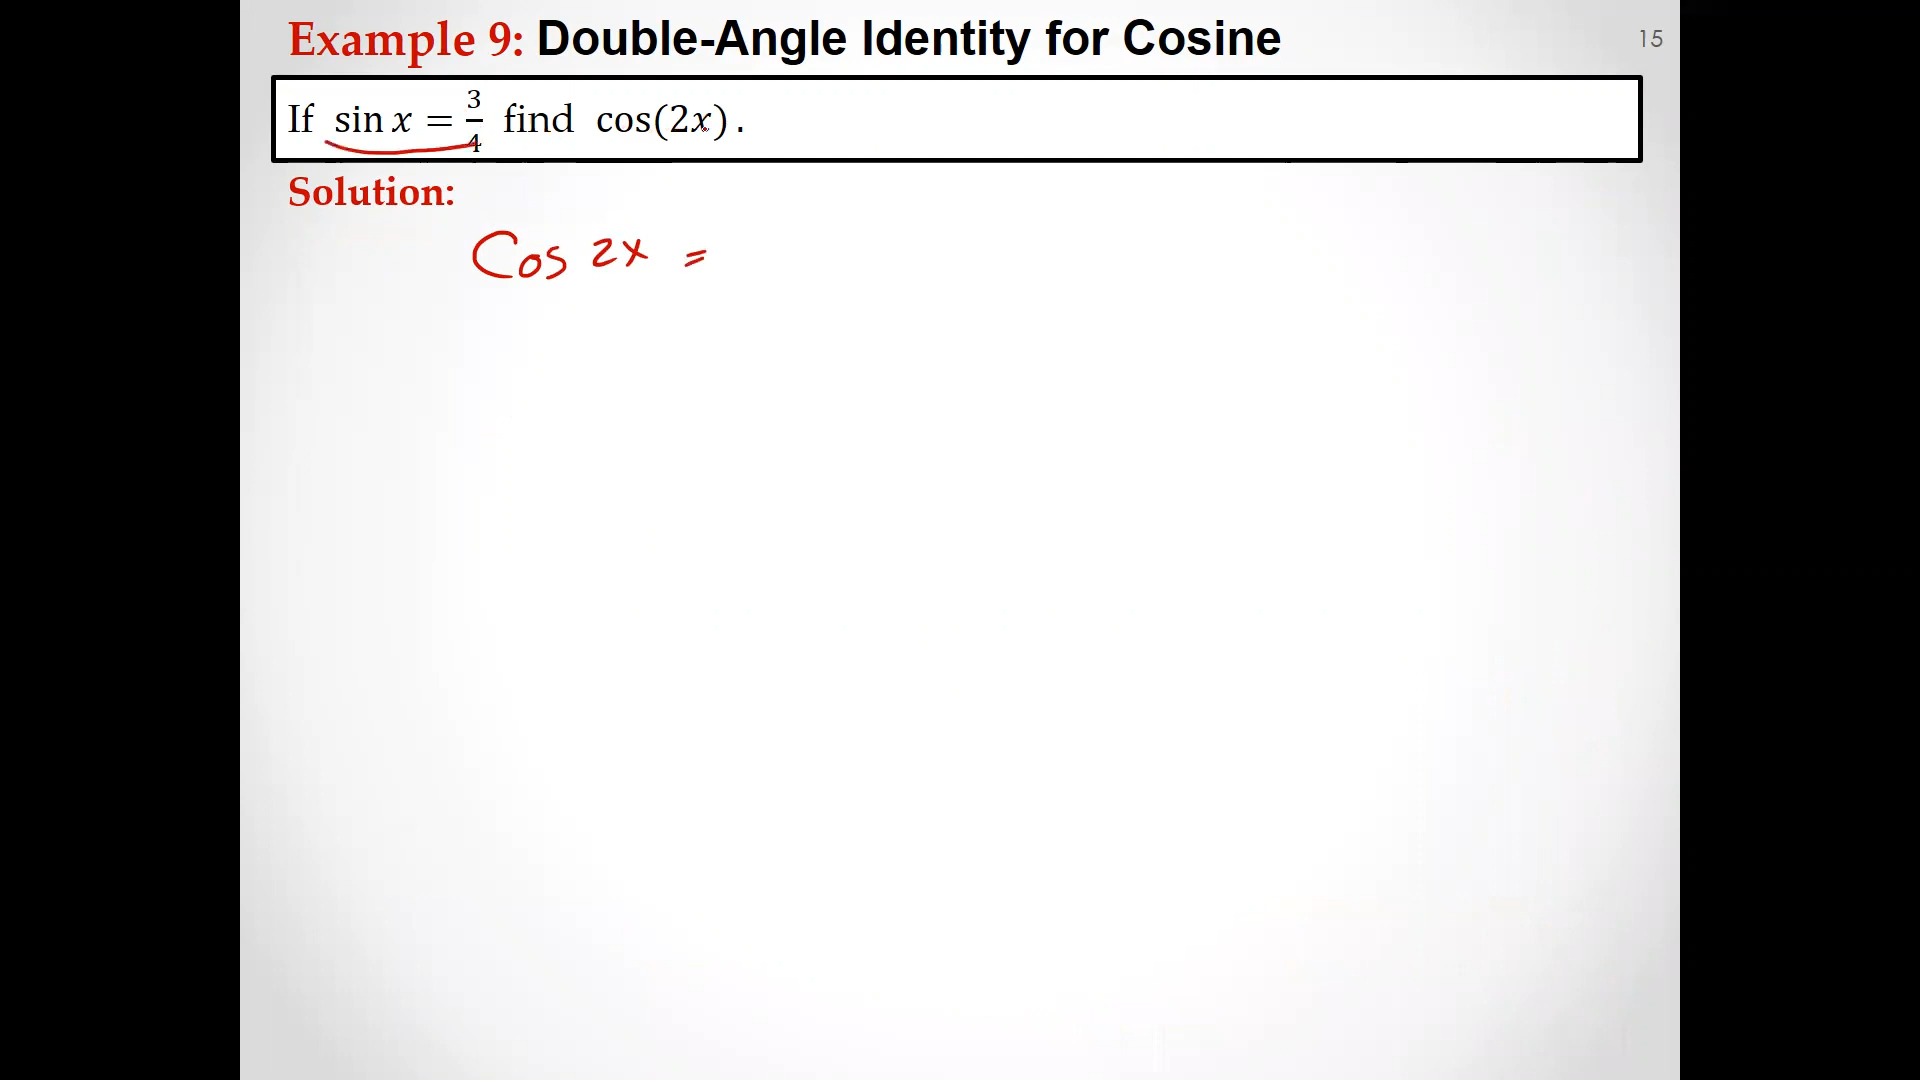 Example 9: Double-Angle Identity for Cosine
15
If sin x = 3/4 find cos(2x).
Solution:
Cos 2x =